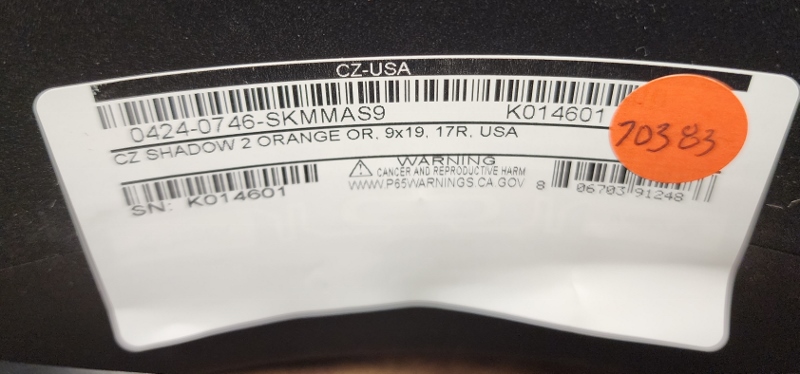 CZ-USA
0424-0746-SKMMAS9 K014601
70383
CZ SHADOW 2 ORANGE OR, 9x19, 17R, USA
WARNING
CANCER AND REPRODUCTIVE HARM
WWW.P65WARNINGS.CA.GOV
SN: K014601
8 06703 91248